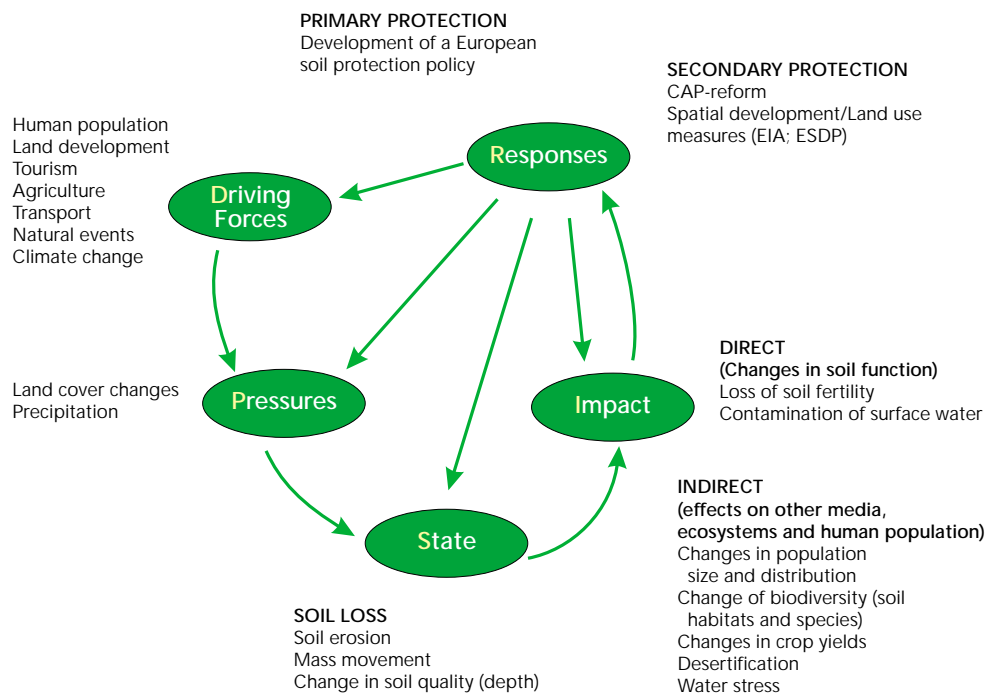 PRIMARY PROTECTION
Development of a European
soil protection policy
SECONDARY PROTECTION
CAP-reform
Spatial development/Land use
measures (EIA; ESDP)
Human population
Land development
Tourism
Agriculture
Transport
Natural events
Climate change
Responses
Driving
Forces
Land cover changes
Precipitation
Pressures
Impact
DIRECT
(Changes in soil function)
Loss of soil fertility
Contamination of surface water
State
SOIL LOSS
Soil erosion
Mass movement
Change in soil quality (depth)
INDIRECT
(effects on other media,
ecosystems and human population)
Changes in population
size and distribution
Change of biodiversity (soil
habitats and species)
Changes in crop yields
Desertification
Water stress